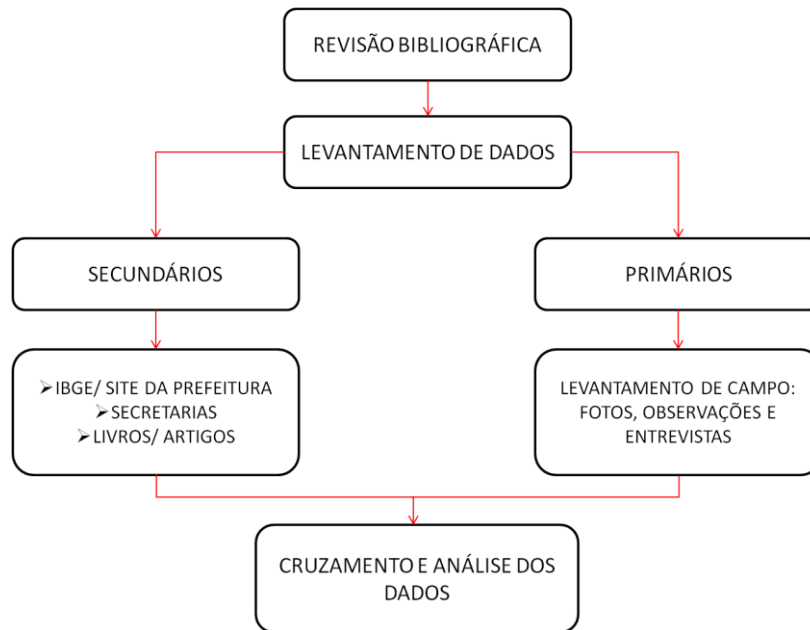 REVISÃO BIBLIOGRÁFICA
LEVANTAMENTO DE DADOS
SECUNDÁRIOS
PRIMÁRIOS
➢IBGE/ SITE DA PREFEITURA
➢SECRETARIAS
➢LIVROS/ ARTIGOS
LEVANTAMENTO DE CAMPO:
FOTOS, OBSERVAÇÕES E
ENTREVISTAS
CRUZAMENTO E ANÁLISE DOS
DADOS